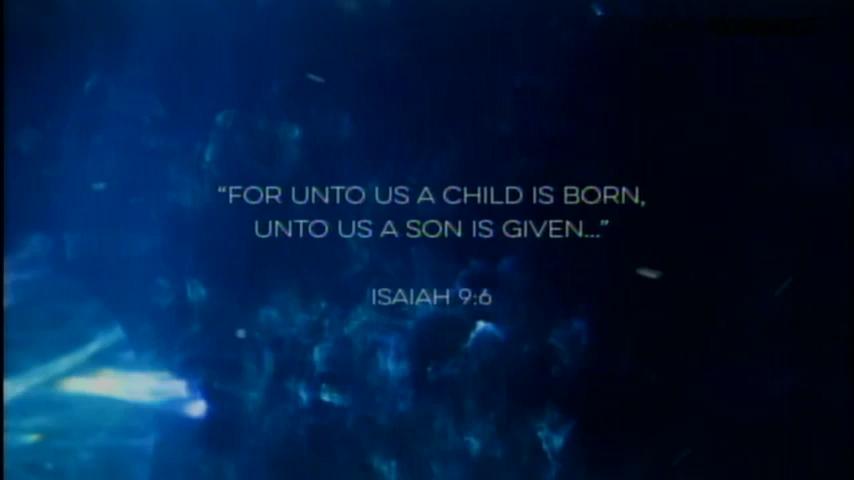 “FOR UNTO US A CHILD IS BORN,
UNTO US A SON IS GIVEN...”
ISAIAH 9:6